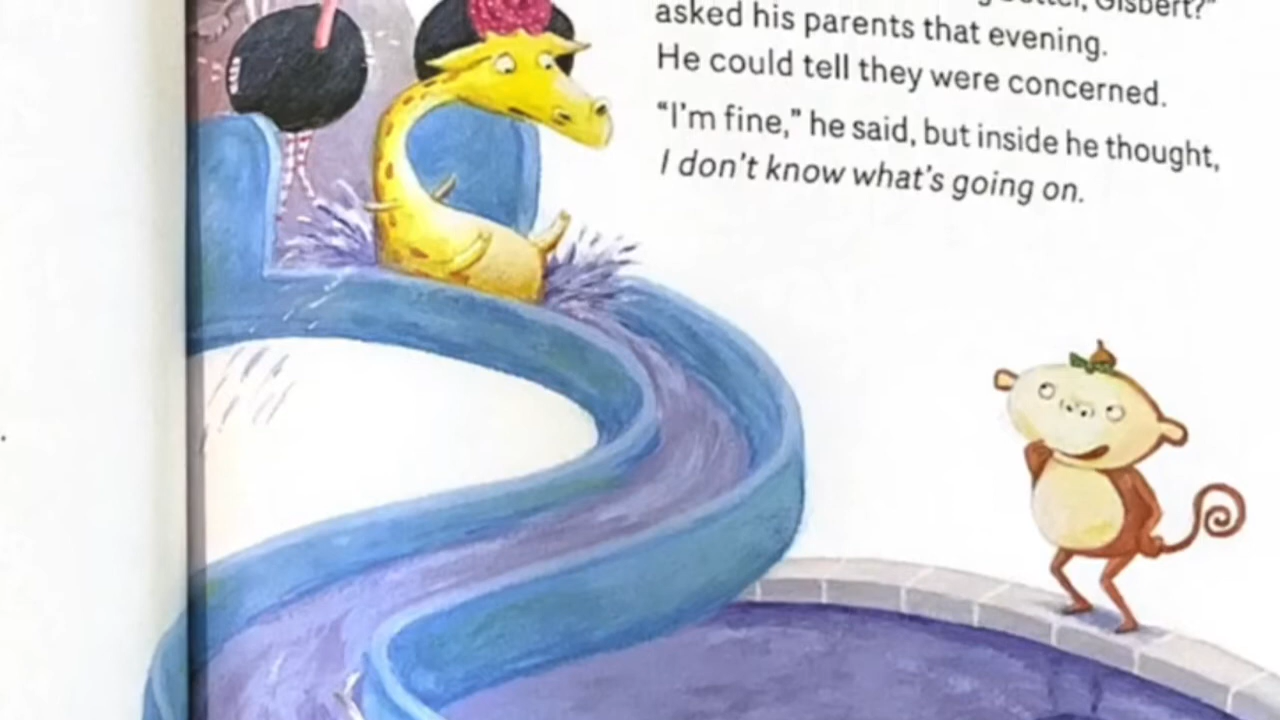 Gisbert?”
asked his parents that evening.
He could tell they were concerned.
“I’m fine,” he said, but inside he thought,
I don’t know what’s going on.